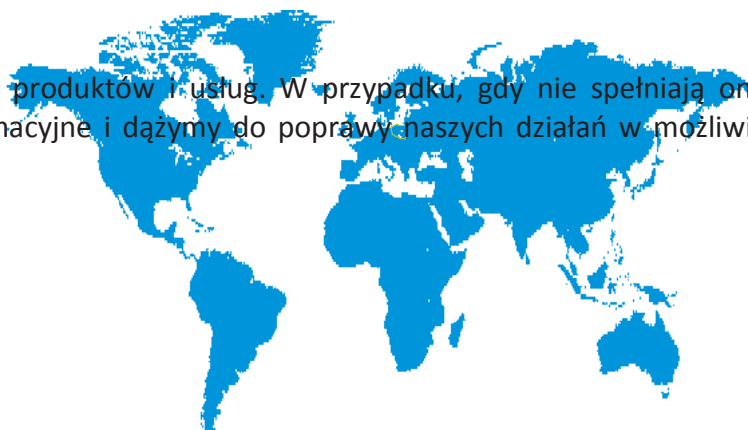 produktów i usług. W przypadku, gdy nie spełniają on
nacyjne i dążymy do poprawy naszych działań w możliwi